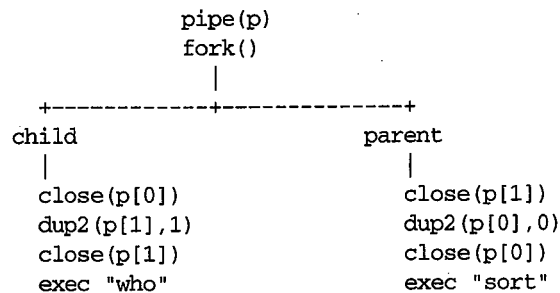 pipe(p)
fork()
|
+-------------+-------------+
child parent
| |
close(p[0]) close(p[1])
dup2(p[1],1) dup2(p[0],0)
close(p[1]) close(p[0])
exec "who" exec "sort"